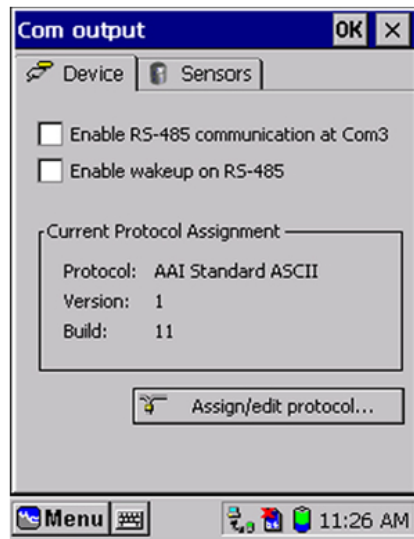 Com output OK ×
Device Sensors
Enable RS-485 communication at Com3
Enable wakeup on RS-485
Current Protocol Assignment
Protocol: AAI Standard ASCII
Version: 1
Build: 11
Assign/edit protocol...
Menu 11:26 AM